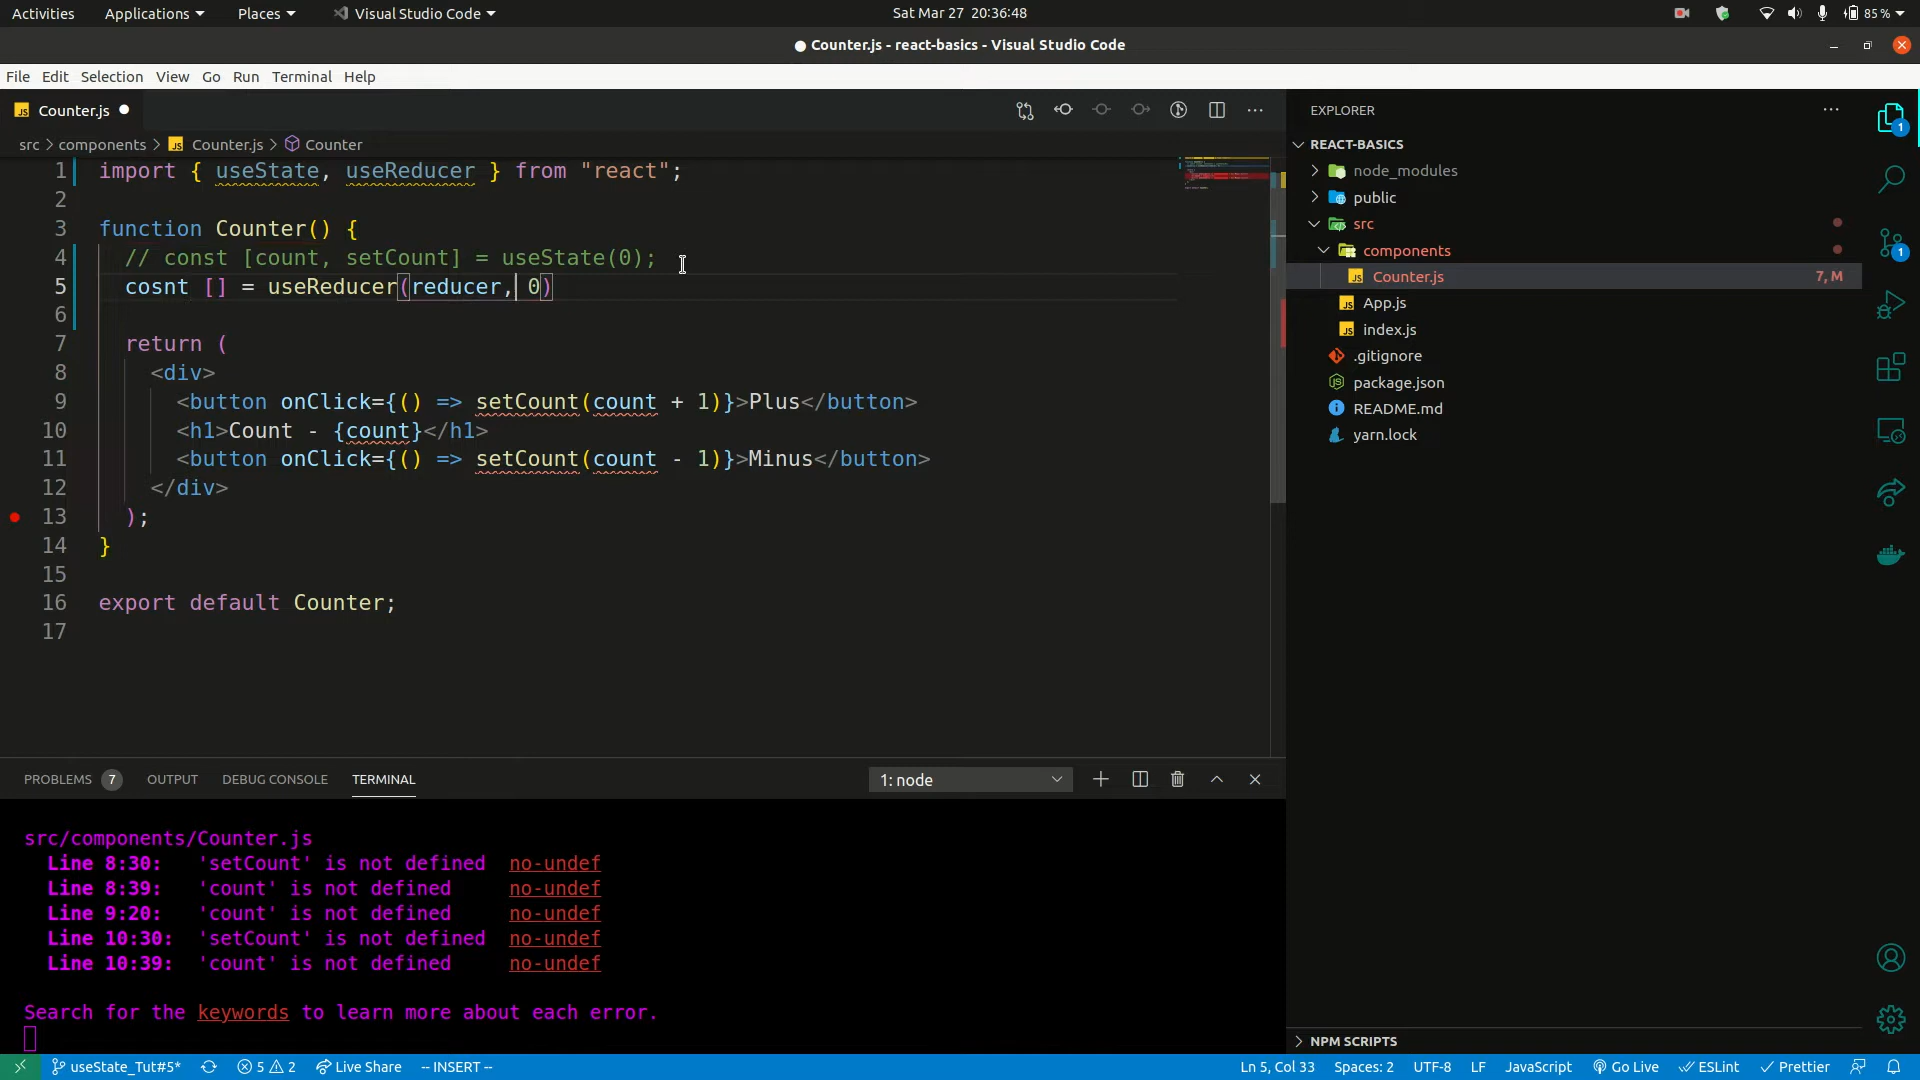 Activities Applications Places Visual Studio Code Sat Mar 27 20:36:48 85%
Counter.js - react-basics - Visual Studio Code
File Edit Selection View Go Run Terminal Help
JS Counter.js
src > components > JS Counter.js > Counter
1 import { useState, useReducer } from "react";
2
3 function Counter() {
4 // const [count, setCount] = useState(0);
5 cosnt [] = useReducer(reducer, 0)
6
7 return (
8 <div>
9 <button onClick={() => setCount(count + 1)}>Plus</button>
10 <h1>Count - {count}</h1>
11 <button onClick={() => setCount(count - 1)}>Minus</button>
12 </div>
13 );
14 }
15
16 export default Counter;
17
EXPLORER
REACT-BASICS
node_modules
public
src
components
JS Counter.js 7, M
JS App.js
JS index.js
.gitignore
package.json
README.md
yarn.lock
NPM SCRIPTS
1
1
PROBLEMS 7 OUTPUT DEBUG CONSOLE TERMINAL 1: node
src/components/Counter.js
Line 8:30: 'setCount' is not defined no-undef
Line 8:39: 'count' is not defined no-undef
Line 9:20: 'count' is not defined no-undef
Line 10:30: 'setCount' is not defined no-undef
Line 10:39: 'count' is not defined no-undef
Search for the keywords to learn more about each error.
useState_Tut#5* 5 2 Live Share -- INSERT -- Ln 5, Col 33 Spaces: 2 UTF-8 LF JavaScript Go Live ESLint Prettier